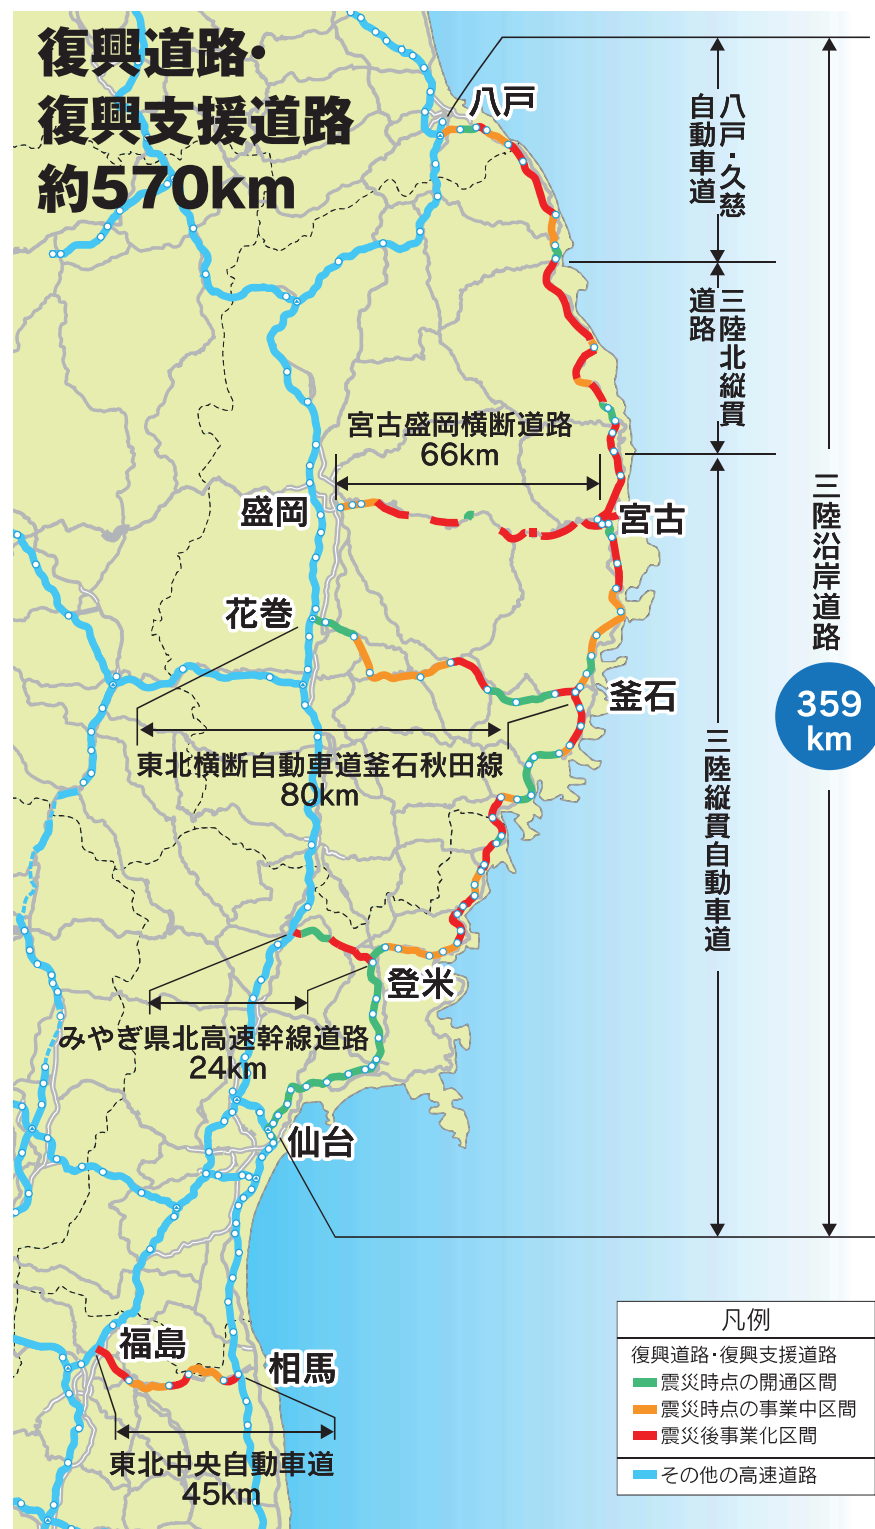 復興道路・
復興支援道路
約570km
八戸
八戸・久慈
自動車道
三陸北縦貫
道路
宮古盛岡横断道路
66km
盛岡
宮古
三陸沿岸道路
359
km
花巻
釜石
東北横断自動車道釜石秋田線
80km
三陸縦貫自動車道
登米
みやぎ県北高速幹線道路
24km
仙台
福島
相馬
東北中央自動車道
45km
凡例
復興道路・復興支援道路
震災時点の開通区間
震災時点の事業中区間
震災後事業化区間
その他の高速道路